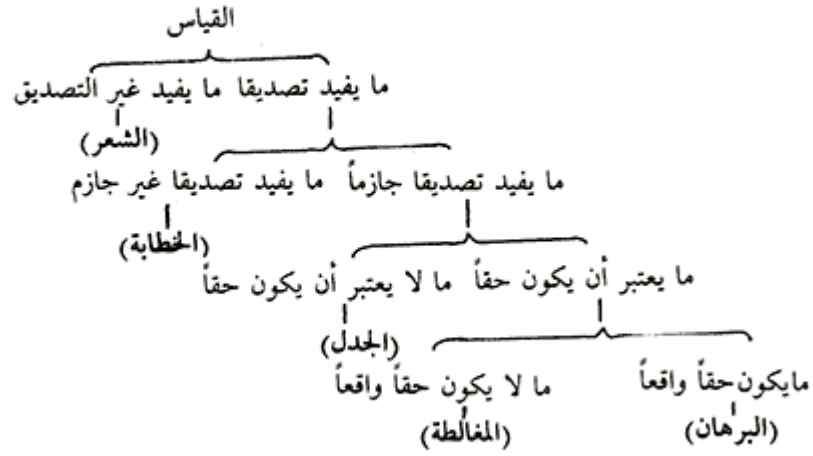 القياس
ما يفيد تصديقا ما يفيد غير التصديق
(الشعر)
ما يفيد تصديقا جازماً ما يفيد تصديقا غير جازم
(الخطابة)
ما يعتبر أن يكون حقاً ما لا يعتبر أن يكون حقاً
(الجدل)
مايكون حقاً واقعاً ما لا يكون حقاً واقعاً
(البرهان) (المغالطة)